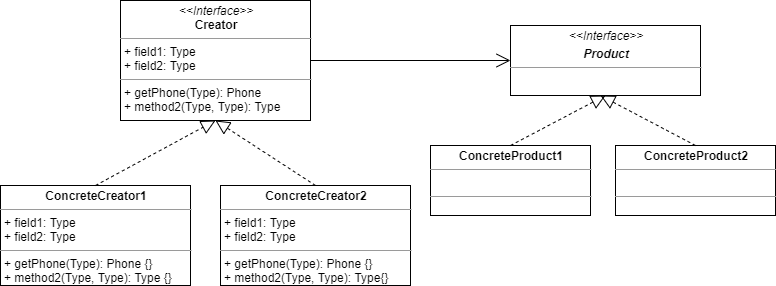 <<Interface>>
Creator
+ field1: Type
+ field2: Type
+ getPhone(Type): Phone
+ method2(Type, Type): Type
<<Interface>>
Product
ConcreteProduct1
ConcreteProduct2
ConcreteCreator1
+ field1: Type
+ field2: Type
+ getPhone(Type): Phone {}
+ method2(Type, Type): Type {}
ConcreteCreator2
+ field1: Type
+ field2: Type
+ getPhone(Type): Phone {}
+ method2(Type, Type): Type{}